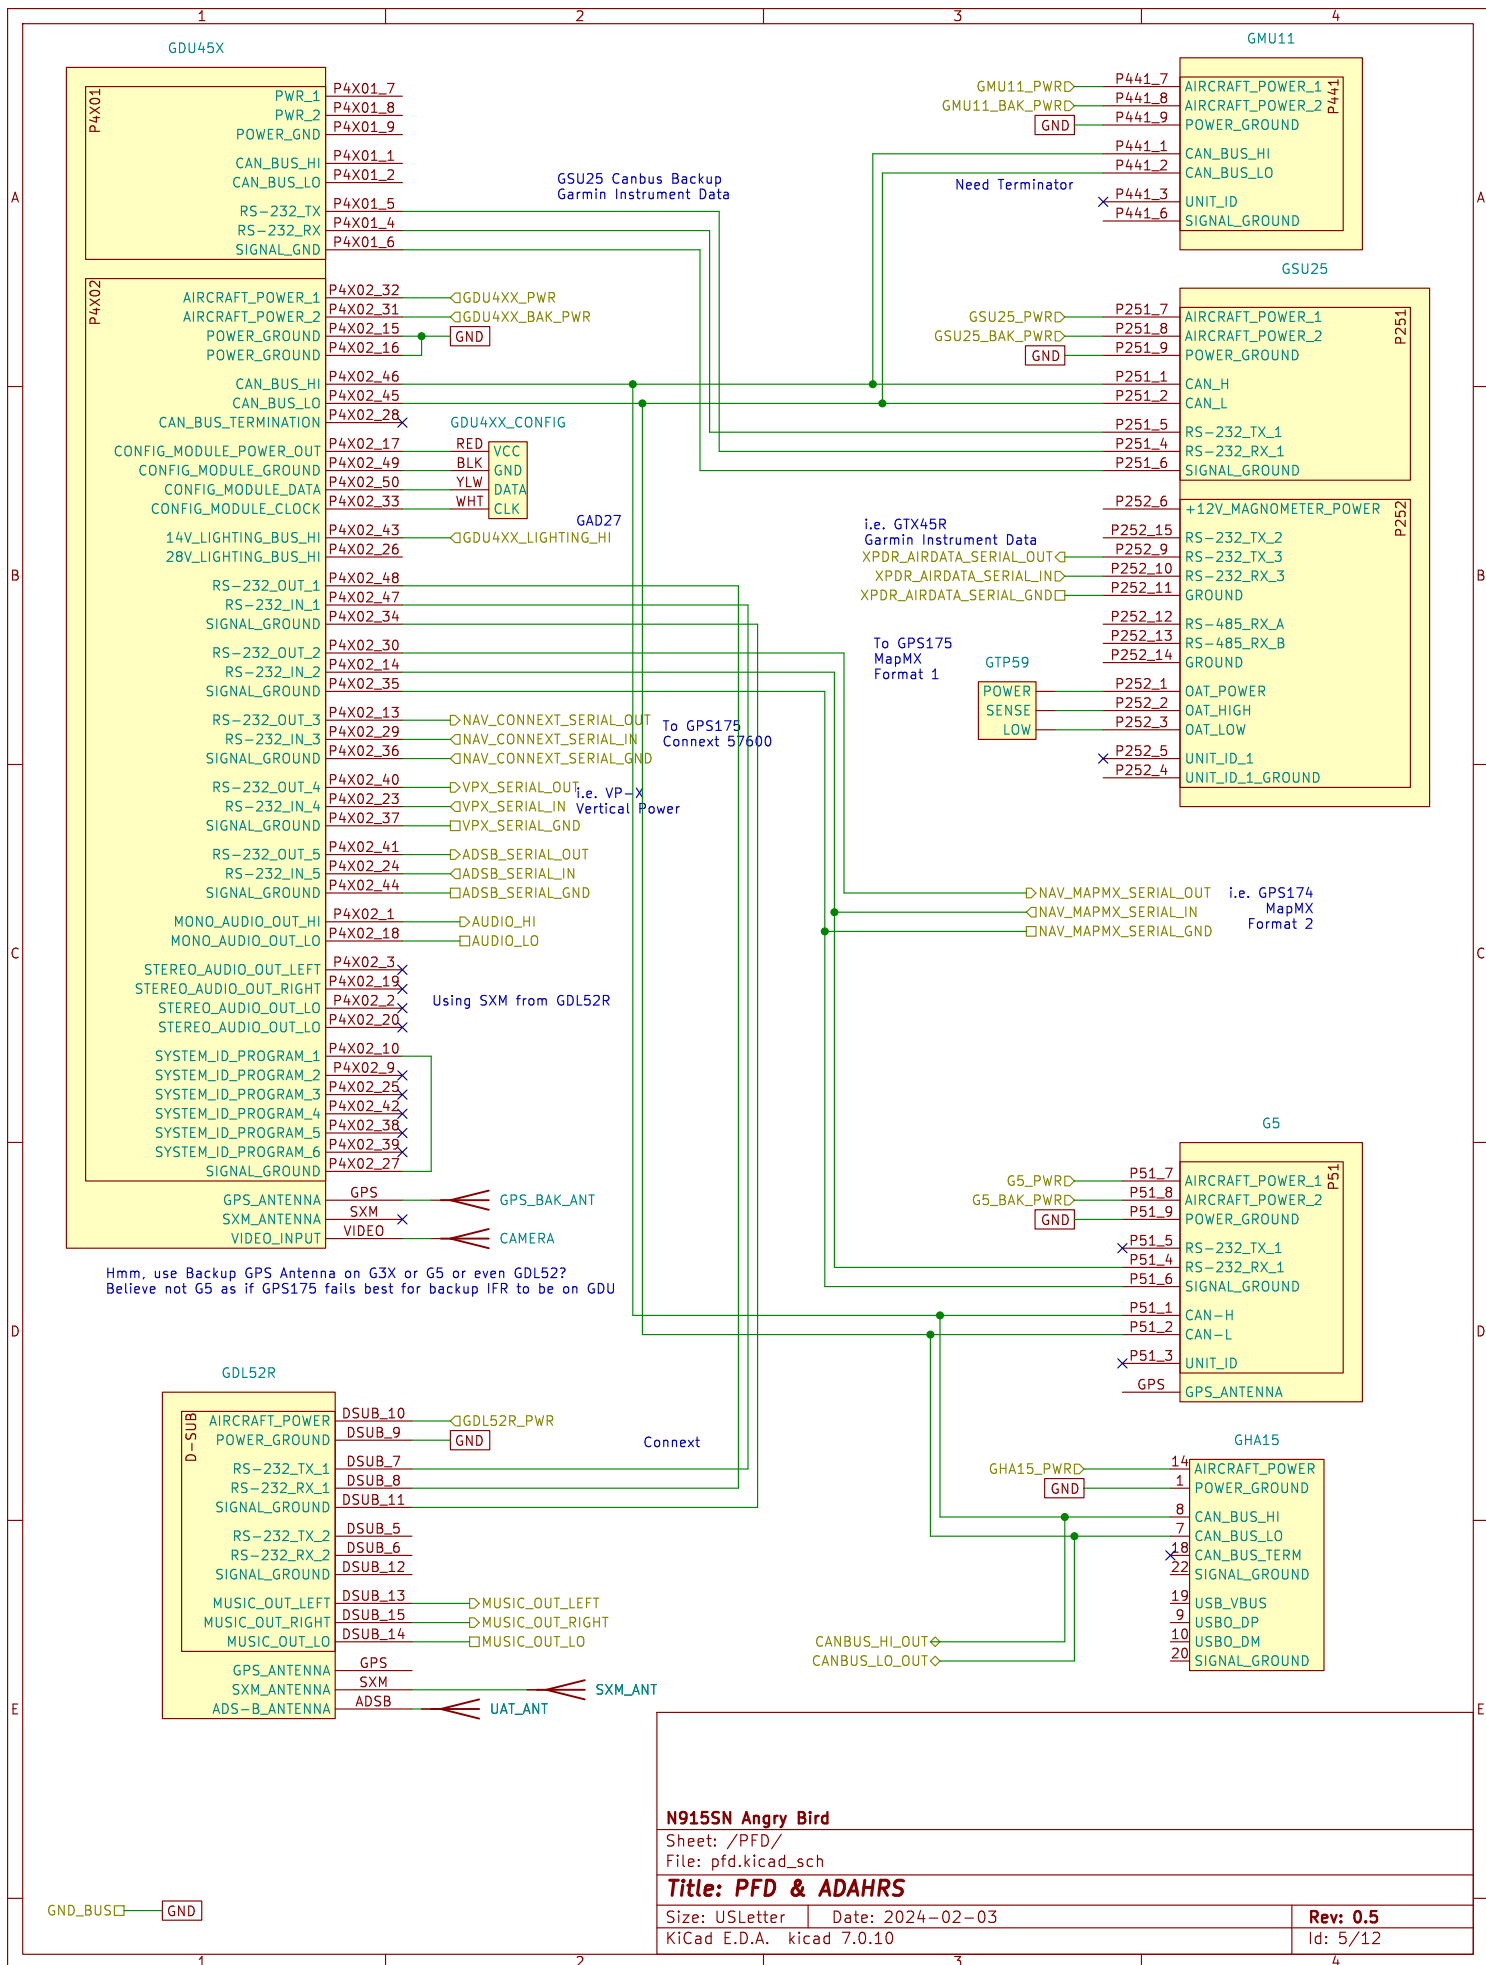 1 2 3 4
A
B
C
D
E
GDU45X
P4X01
PWR_1 P4X01_7
PWR_2 P4X01_8
POWER_GND P4X01_9
CAN_BUS_HI P4X01_1
CAN_BUS_LO P4X01_2
RS-232_TX P4X01_5
RS-232_RX P4X01_4
SIGNAL_GND P4X01_6
P4X02
AIRCRAFT_POWER_1 P4X02_32 GDU4XX_PWR
AIRCRAFT_POWER_2 P4X02_31 GDU4XX_BAK_PWR
POWER_GROUND P4X02_15 GND
POWER_GROUND P4X02_16
CAN_BUS_HI P4X02_46
CAN_BUS_LO P4X02_45
CAN_BUS_TERMINATION P4X02_28
GDU4XX_CONFIG
CONFIG_MODULE_POWER_OUT P4X02_17 RED VCC
CONFIG_MODULE_GROUND P4X02_49 BLK GND
CONFIG_MODULE_DATA P4X02_50 YLW DATA
CONFIG_MODULE_CLOCK P4X02_33 WHT CLK
GAD27
14V_LIGHTING_BUS_HI P4X02_43 GDU4XX_LIGHTING_HI
28V_LIGHTING_BUS_HI P4X02_26
RS-232_OUT_1 P4X02_48
RS-232_IN_1 P4X02_47
SIGNAL_GROUND P4X02_34
RS-232_OUT_2 P4X02_30
RS-232_IN_2 P4X02_14
SIGNAL_GROUND P4X02_35
RS-232_OUT_3 P4X02_13 NAV_CONNEXT_SERIAL_OUT
RS-232_IN_3 P4X02_29 NAV_CONNEXT_SERIAL_IN
SIGNAL_GROUND P4X02_36 NAV_CONNEXT_SERIAL_GND
To GPS175
Connext 57600
RS-232_OUT_4 P4X02_40 VPX_SERIAL_OUT
RS-232_IN_4 P4X02_23 VPX_SERIAL_IN
SIGNAL_GROUND P4X02_37 VPX_SERIAL_GND
i.e. VP-X
Vertical Power
RS-232_OUT_5 P4X02_41 ADSB_SERIAL_OUT
RS-232_IN_5 P4X02_24 ADSB_SERIAL_IN
SIGNAL_GROUND P4X02_44 ADSB_SERIAL_GND
MONO_AUDIO_OUT_HI P4X02_1 AUDIO_HI
MONO_AUDIO_OUT_LO P4X02_18 AUDIO_LO
STEREO_AUDIO_OUT_LEFT P4X02_3
STEREO_AUDIO_OUT_RIGHT P4X02_19
STEREO_AUDIO_OUT_LO P4X02_2
STEREO_AUDIO_OUT_LO P4X02_20
Using SXM from GDL52R
SYSTEM_ID_PROGRAM_1 P4X02_10
SYSTEM_ID_PROGRAM_2 P4X02_9
SYSTEM_ID_PROGRAM_3 P4X02_25
SYSTEM_ID_PROGRAM_4 P4X02_42
SYSTEM_ID_PROGRAM_5 P4X02_38
SYSTEM_ID_PROGRAM_6 P4X02_39
SIGNAL_GROUND P4X02_27
GPS_ANTENNA GPS GPS_BAK_ANT
SXM_ANTENNA SXM
VIDEO_INPUT VIDEO CAMERA
Hmm, use Backup GPS Antenna on G3X or G5 or even GDL52?
Believe not G5 as if GPS175 fails best for backup IFR to be on GDU
GSU25 Canbus Backup
Garmin Instrument Data
GMU11
P441
GMU11_PWR P441_7 AIRCRAFT_POWER_1
GMU11_BAK_PWR P441_8 AIRCRAFT_POWER_2
GND P441_9 POWER_GROUND
P441_1 CAN_BUS_HI
P441_2 CAN_BUS_LO
Need Terminator
P441_3 UNIT_ID
P441_6 SIGNAL_GROUND
GSU25
P251
GSU25_PWR P251_7 AIRCRAFT_POWER_1
GSU25_BAK_PWR P251_8 AIRCRAFT_POWER_2
GND P251_9 POWER_GROUND
P251_1 CAN_H
P251_2 CAN_L
P251_5 RS-232_TX_1
P251_4 RS-232_RX_1
P251_6 SIGNAL_GROUND
P252
P252_6 +12V_MAGNOMETER_POWER
i.e. GTX45R
Garmin Instrument Data
P252_15 RS-232_TX_2
XPDR_AIRDATA_SERIAL_OUT P252_9 RS-232_TX_3
XPDR_AIRDATA_SERIAL_IN P252_10 RS-232_RX_3
XPDR_AIRDATA_SERIAL_GND P252_11 GROUND
P252_12 RS-485_RX_A
P252_13 RS-485_RX_B
P252_14 GROUND
To GPS175
MapMX
Format 1
GTP59
POWER P252_1 OAT_POWER
SENSE P252_2 OAT_HIGH
LOW P252_3 OAT_LOW
P252_5 UNIT_ID_1
P252_4 UNIT_ID_1_GROUND
NAV_MAPMX_SERIAL_OUT
NAV_MAPMX_SERIAL_IN
NAV_MAPMX_SERIAL_GND
i.e. GPS174
MapMX
Format 2
G5
P51
G5_PWR P51_7 AIRCRAFT_POWER_1
G5_BAK_PWR P51_8 AIRCRAFT_POWER_2
GND P51_9 POWER_GROUND
P51_5 RS-232_TX_1
P51_4 RS-232_RX_1
P51_6 SIGNAL_GROUND
P51_1 CAN-H
P51_2 CAN-L
P51_3 UNIT_ID
GPS GPS_ANTENNA
GDL52R
D-SUB
AIRCRAFT_POWER DSUB_10 GDL52R_PWR
POWER_GROUND DSUB_9 GND
Connext
RS-232_TX_1 DSUB_7
RS-232_RX_1 DSUB_8
SIGNAL_GROUND DSUB_11
RS-232_TX_2 DSUB_5
RS-232_RX_2 DSUB_6
SIGNAL_GROUND DSUB_12
MUSIC_OUT_LEFT DSUB_13 MUSIC_OUT_LEFT
MUSIC_OUT_RIGHT DSUB_15 MUSIC_OUT_RIGHT
MUSIC_OUT_LO DSUB_14 MUSIC_OUT_LO
GPS_ANTENNA GPS
SXM_ANTENNA SXM SXM_ANT
ADS-B_ANTENNA ADSB UAT_ANT
GHA15
GHA15_PWR 14 AIRCRAFT_POWER
GND 1 POWER_GROUND
8 CAN_BUS_HI
7 CAN_BUS_LO
18 CAN_BUS_TERM
22 SIGNAL_GROUND
19 USB_VBUS
9 USBO_DP
10 USBO_DM
20 SIGNAL_GROUND
CANBUS_HI_OUT
CANBUS_LO_OUT
GND_BUS GND
N915SN Angry Bird
Sheet: /PFD/
File: pfd.kicad_sch
Title: PFD & ADAHRS
Size: USLetter Date: 2024-02-03 Rev: 0.5
KiCad E.D.A. kicad 7.0.10 Id: 5/12
A
B
C
D
E
1 2 3 4